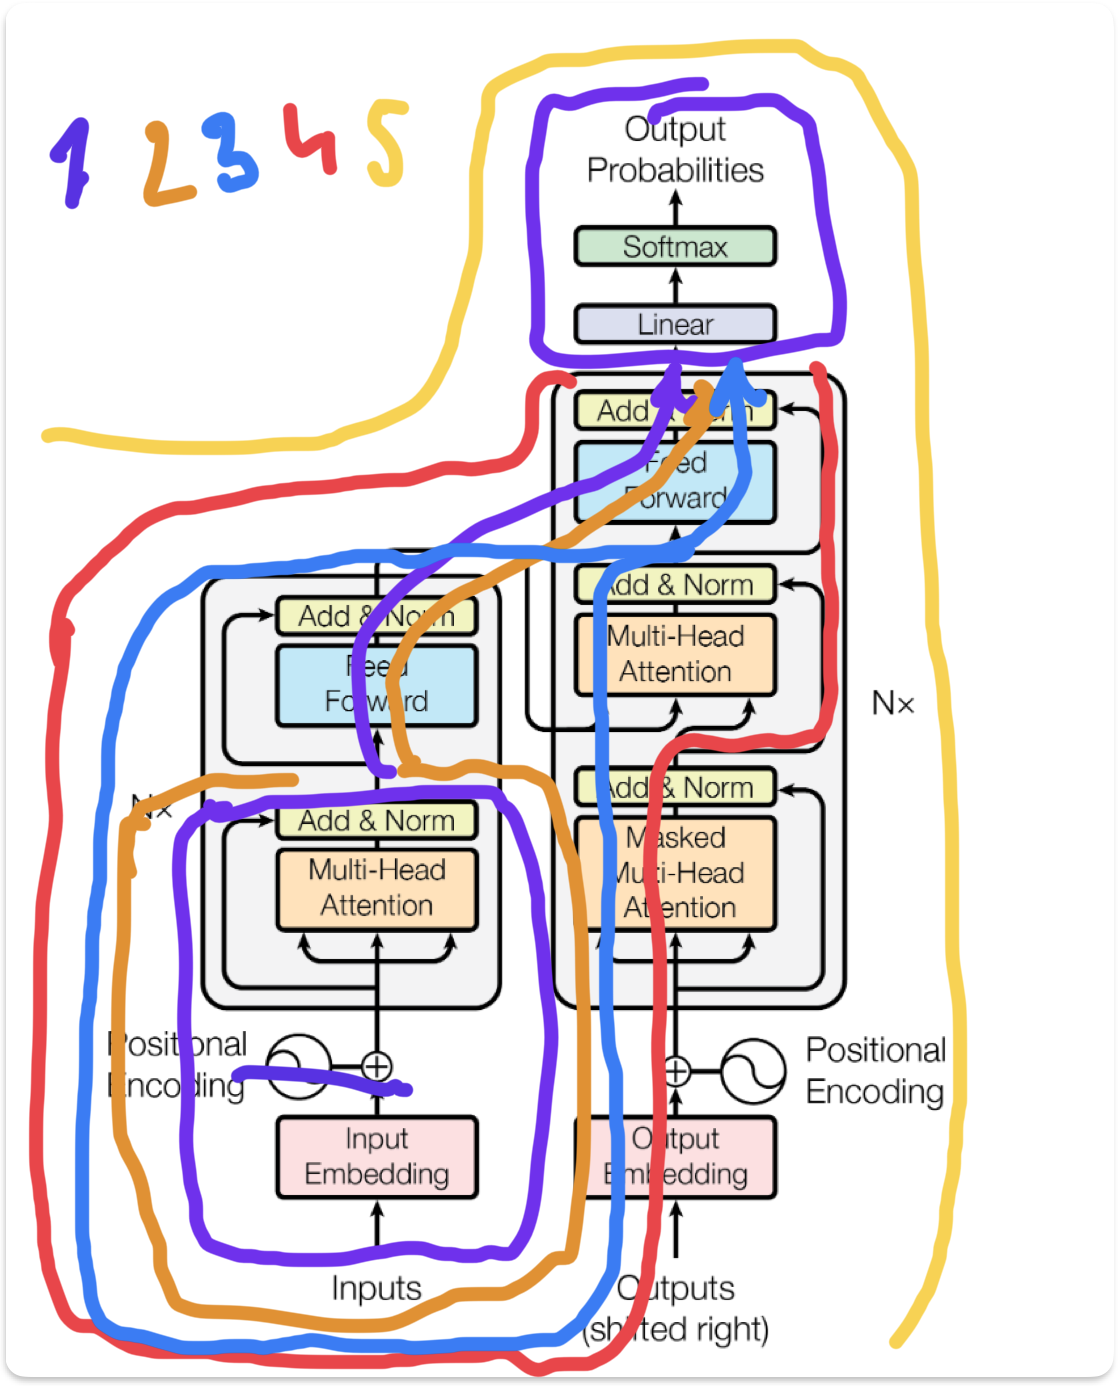 1 2 3 4 5
Output
Probabilities
Softmax
Linear
Add & Norm
Feed
Forward
Add & Norm
Multi-Head
Attention
Nx
Add & Norm
Masked
Multi-Head
Attention
Positional
Encoding
Output
Embedding
Outputs
(shifted right)
Add & Norm
Feed
Forward
Nx
Add & Norm
Multi-Head
Attention
Positional
Encoding
Input
Embedding
Inputs